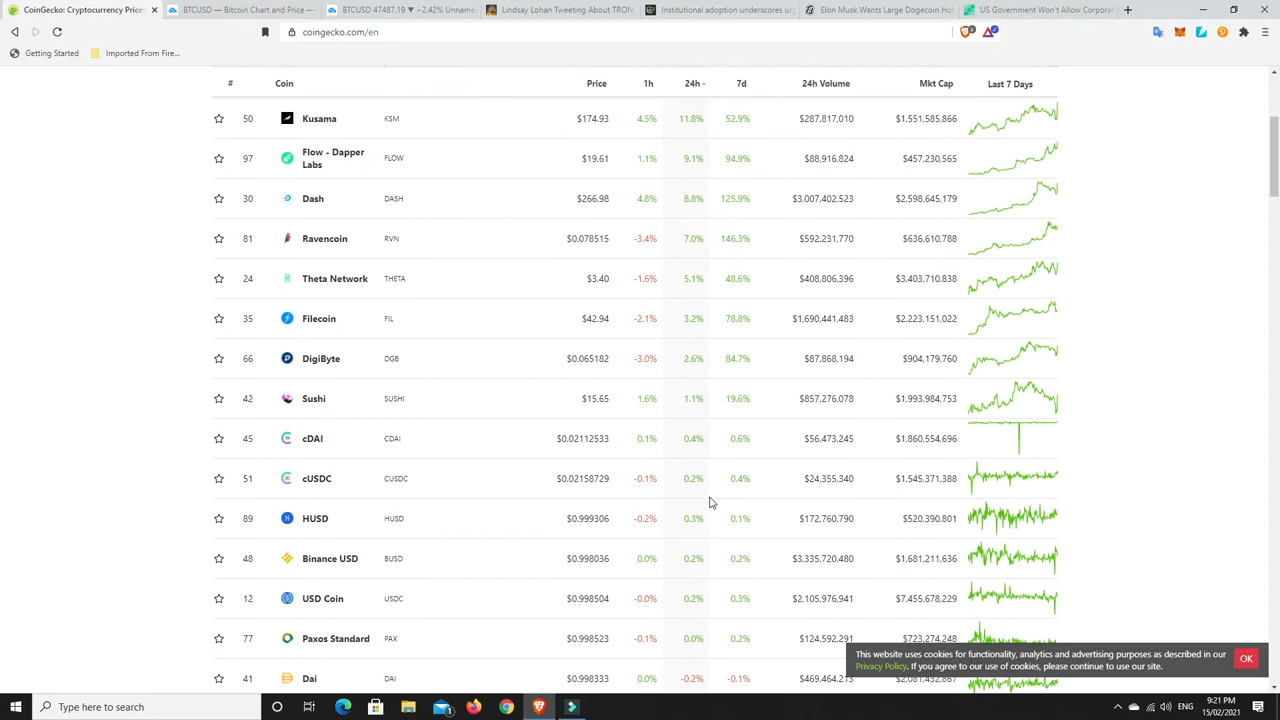 CoinGecko: Cryptocurrency Prices
BTCUSD — Bitcoin Chart and Price —
BTCUSD 47487.19 ▼ −2.42% Unname
Lindsay Lohan Tweeting About TRON
Institutional adoption underscores urg
Elon Musk Wants Large Dogecoin Ho
US Government Won't Allow Corpora
coingecko.com/en
Getting Started
Imported From Fire...
# Coin Price 1h 24h 7d 24h Volume Mkt Cap Last 7 Days
50 Kusama KSM $174.93 4.5% 11.8% 52.9% $287,817,010 $1,551,585,866
97 Flow - Dapper Labs FLOW $19.61 1.1% 9.1% 94.9% $88,916,824 $457,230,565
30 Dash DASH $266.98 4.8% 8.8% 125.9% $3,007,402,523 $2,598,645,179
81 Ravencoin RVN $0.078515 -3.4% 7.0% 146.3% $592,231,770 $636,610,788
24 Theta Network THETA $3.40 -1.6% 5.1% 48.6% $408,806,396 $3,403,710,838
35 Filecoin FIL $42.94 -2.1% 3.2% 78.8% $1,690,441,483 $2,223,151,022
66 DigiByte DGB $0.065182 -3.0% 2.6% 84.7% $87,868,194 $904,179,760
42 Sushi SUSHI $15.65 1.6% 1.1% 19.6% $857,276,078 $1,993,984,753
45 cDAI CDAI $0.02112533 0.1% 0.4% 0.6% $56,473,245 $1,860,554,696
51 cUSDC CUSDC $0.02158729 -0.1% 0.2% 0.4% $24,355,340 $1,545,371,388
89 HUSD HUSD $0.999306 -0.2% 0.3% 0.1% $172,760,790 $520,390,801
48 Binance USD BUSD $0.998036 0.0% 0.2% 0.2% $3,335,720,480 $1,681,211,636
12 USD Coin USDC $0.998504 -0.0% 0.2% 0.3% $2,105,976,941 $7,455,678,229
77 Paxos Standard PAX $0.998523 -0.1% 0.0% 0.2% $124,592,291 $723,274,248
41 Dai DAI $0.998333 0.0% -0.2% -0.1% $469,464,213 $2,081,432,867
This website uses cookies for functionality, analytics and advertising purposes as described in our
Privacy Policy. If you agree to our use of cookies, please continue to use our site.
OK
Type here to search
ENG
9:21 PM
15/02/2021